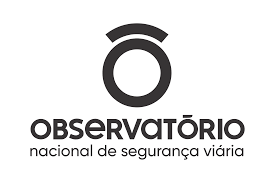 OBSERVATÓRIO
nacional de segurança viária